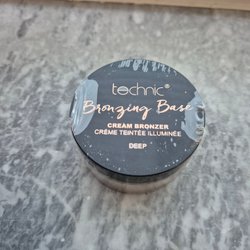 technic®
Bronzing Base
CREAM BRONZER
CRÈME TEINTÉE ILLUMINÉE
DEEP